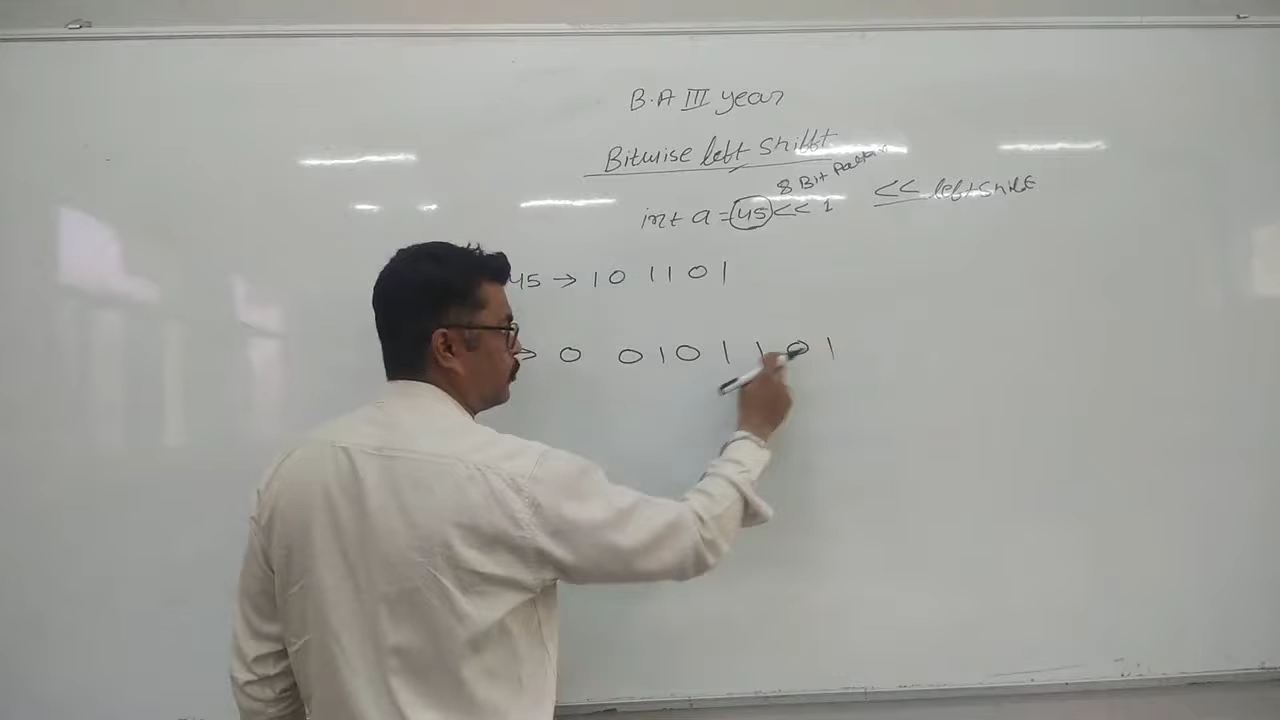 B.A III year
Bitwise left Shifft
8 Bit
int a = 45 << 1
<< left Shift
45 → 1 0 1 1 0 1
→ 0 0 1 0 1 1 0 1